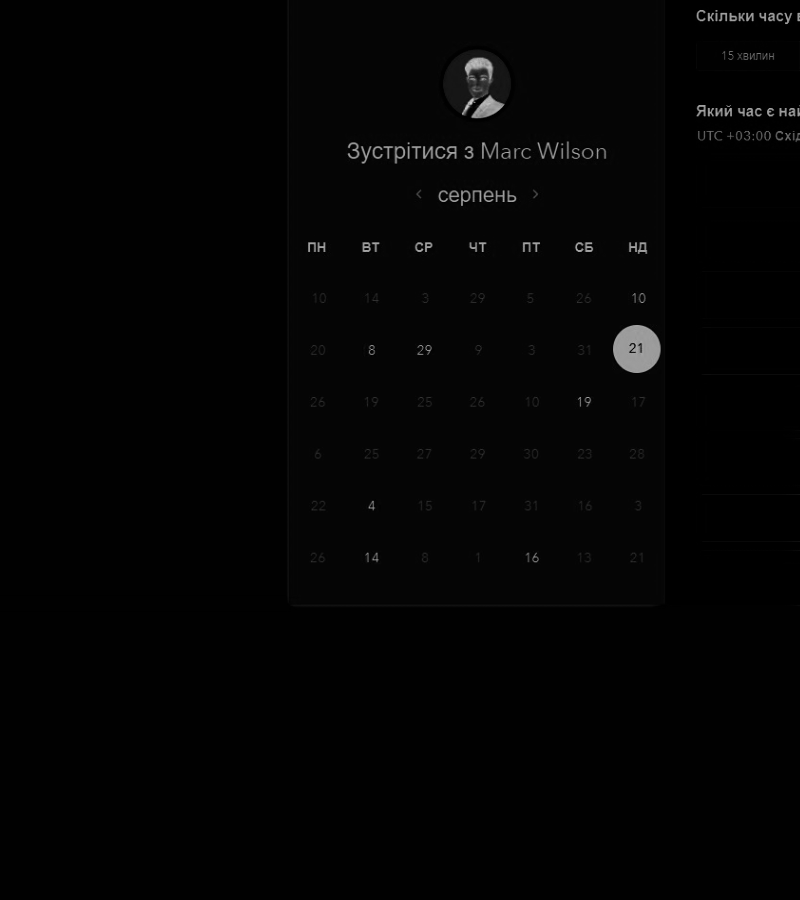 Скільки часу
15 хвилин
Який час є
UTC +03:00
Зустрітися з Marc Wilson
серпень
ПН ВТ СР ЧТ ПТ СБ НД
10 14 3 29 5 26 10
20 8 29 9 3 31 21
26 19 25 26 10 19 17
6 25 27 29 30 23 28
22 4 15 17 31 16 3
26 14 8 1 16 13 21